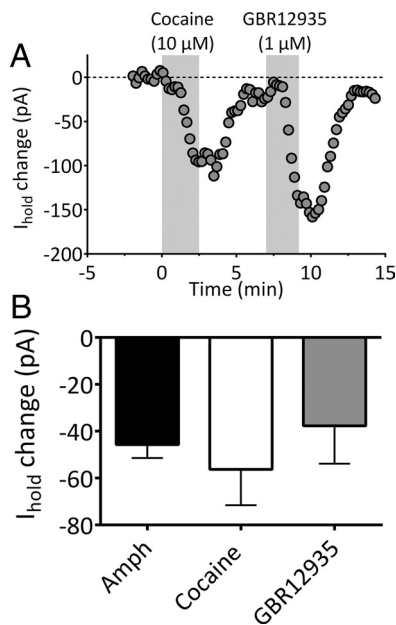 Cocaine GBR12935
(10 µM) (1 µM)
A
0
-50
-100
-150
-200
Ihold change (pA)
-5 0 5 10 15
Time (min)
B
0
-20
-40
-60
-80
Ihold change (pA)
Amph
Cocaine
GBR12935